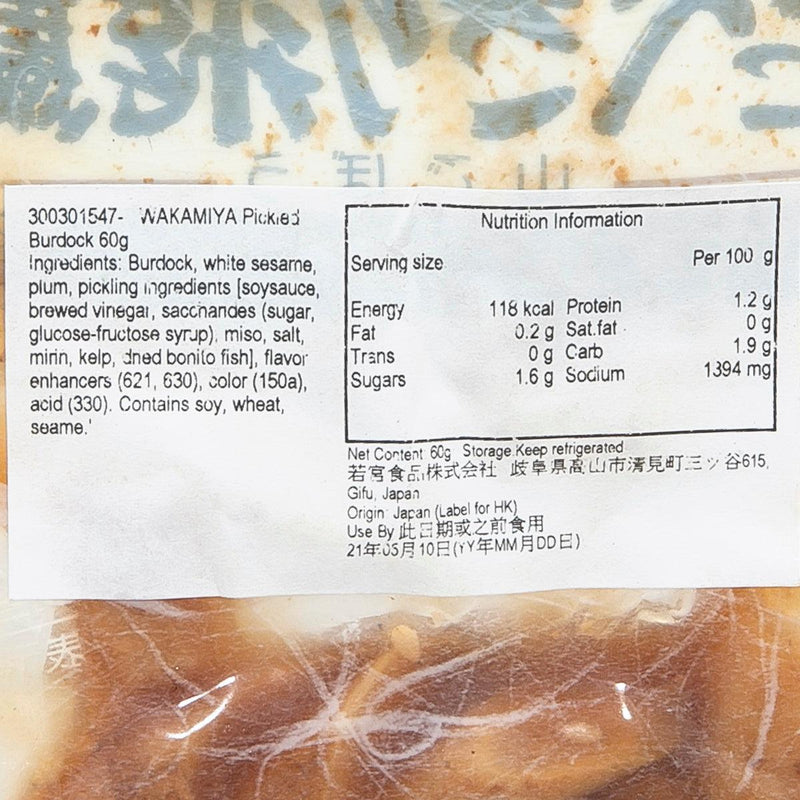 300301547- WAKAMIYA Pickled
Burdock 60g
Ingredients: Burdock, white sesame,
plum, pickling ingredients [soysauce,
brewed vinegar, saccharides (sugar,
glucose-fructose syrup), miso, salt,
mirin, kelp, dried bonito fish], flavor
enhancers (621, 630), color (150a),
acid (330). Contains soy, wheat,
seame.'
Nutrition Information
Serving size Per 100 g
Energy 118 kcal Protein 1.2 g
Fat 0.2 g Sat.fat 0 g
Trans 0 g Carb 1.9 g
Sugars 1.6 g Sodium 1394 mg
Net Content: 60g Storage:Keep refrigerated
若宮食品株式会社 岐阜県高山市清見町三ッ谷615,
Gifu, Japan
Origin: Japan (Label for HK)
Use By 此日期或之前食用
21年05月10日(YY年MM月DD日)